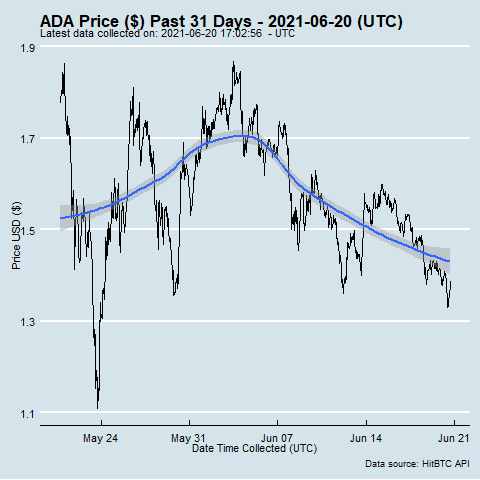 ADA Price ($) Past 31 Days - 2021-06-20 (UTC)
Latest data collected on: 2021-06-20 17:02:56 - UTC
1.9
1.7
1.5
1.3
1.1
Price USD ($)
May 24
May 31
Jun 07
Jun 14
Jun 21
Date Time Collected (UTC)
Data source: HitBTC API